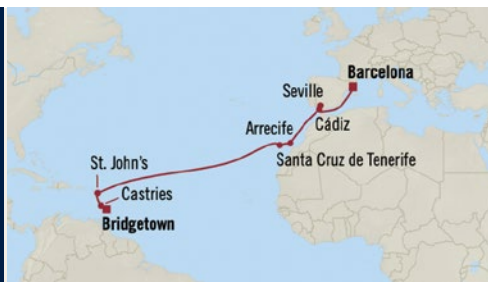 Barcelona
Seville
Cádiz
Arrecife
Santa Cruz de Tenerife
St. John's
Castries
Bridgetown